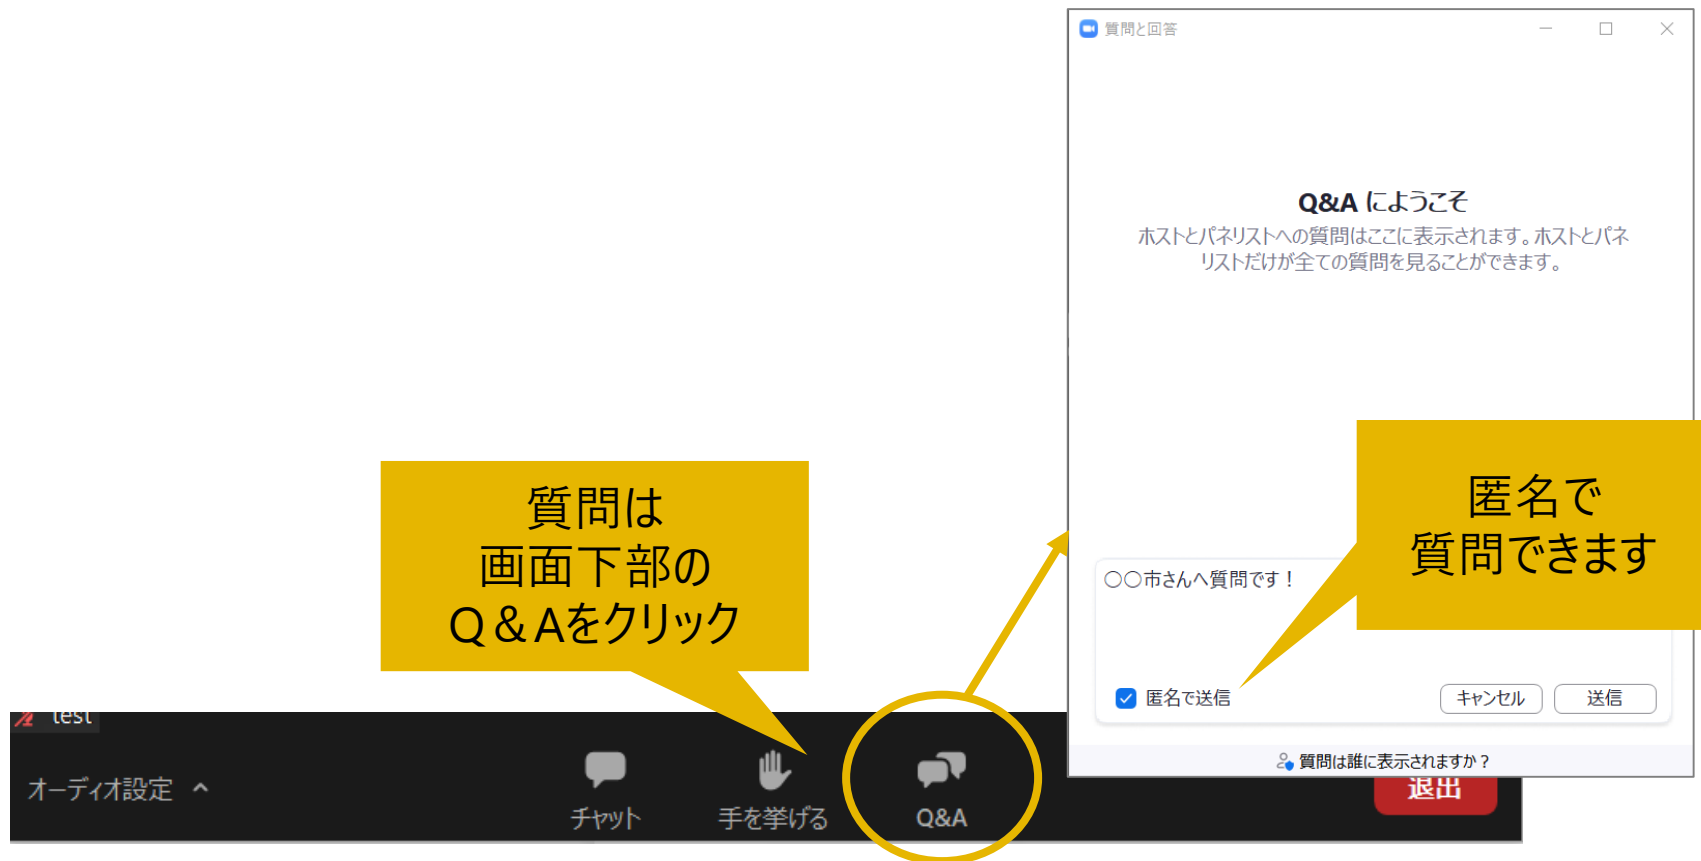 質問と回答
Q&A にようこそ
ホストとパネリストへの質問はここに表示されます。ホストとパネ
リストだけが全ての質問を見ることができます。
匿名で
質問できます
○○市さんへ質問です！
匿名で送信
キャンセル
送信
質問は誰に表示されますか？
質問は
画面下部の
Q＆Aをクリック
test
オーディオ設定
チャット
手を挙げる
Q&A
退出